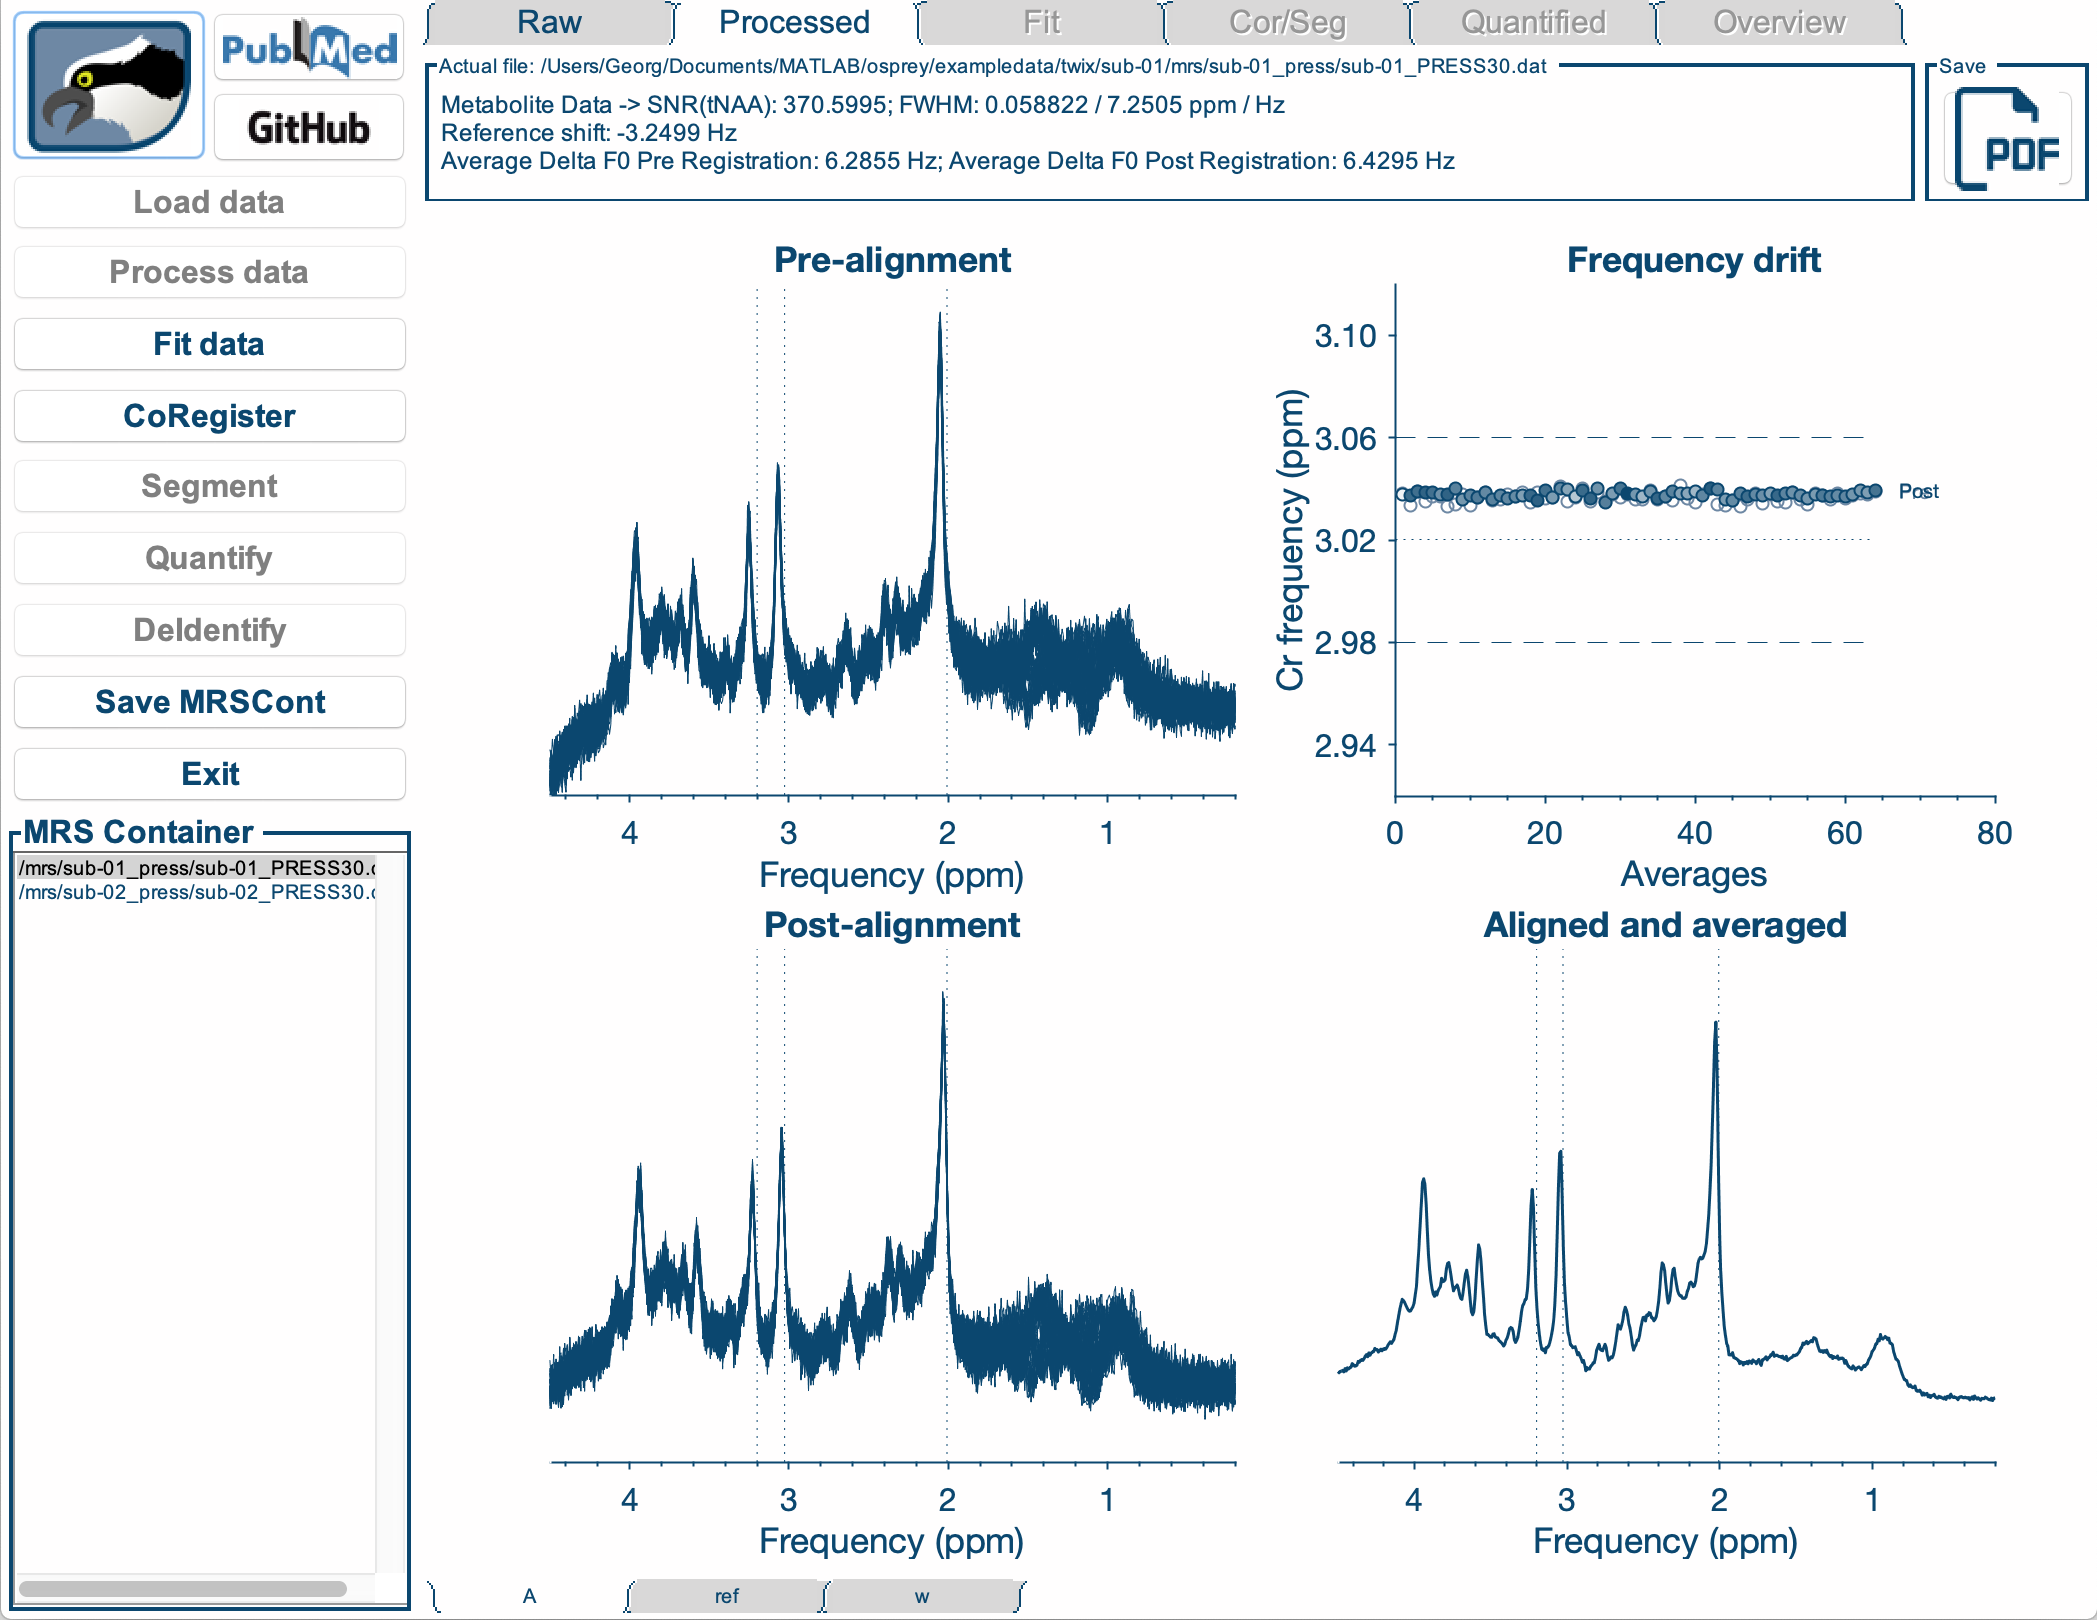 PubMed
GitHub
Load data
Process data
Fit data
CoRegister
Segment
Quantify
DeIdentify
Save MRSCont
Exit
MRS Container
/mrs/sub-01_press/sub-01_PRESS30.
/mrs/sub-02_press/sub-02_PRESS30.
Raw Processed Fit Cor/Seg Quantified Overview
Actual file: /Users/Georg/Documents/MATLAB/osprey/exampledata/twix/sub-01/mrs/sub-01_press/sub-01_PRESS30.dat
Metabolite Data -> SNR(tNAA): 370.5995; FWHM: 0.058822 / 7.2505 ppm / Hz
Reference shift: -3.2499 Hz
Average Delta F0 Pre Registration: 6.2855 Hz; Average Delta F0 Post Registration: 6.4295 Hz
Save
PDF
Pre-alignment
4 3 2 1
Frequency (ppm)
Frequency drift
Cr frequency (ppm)
3.10
3.06
3.02
2.98
2.94
Post
0 20 40 60 80
Averages
Post-alignment
4 3 2 1
Frequency (ppm)
Aligned and averaged
4 3 2 1
Frequency (ppm)
A ref w